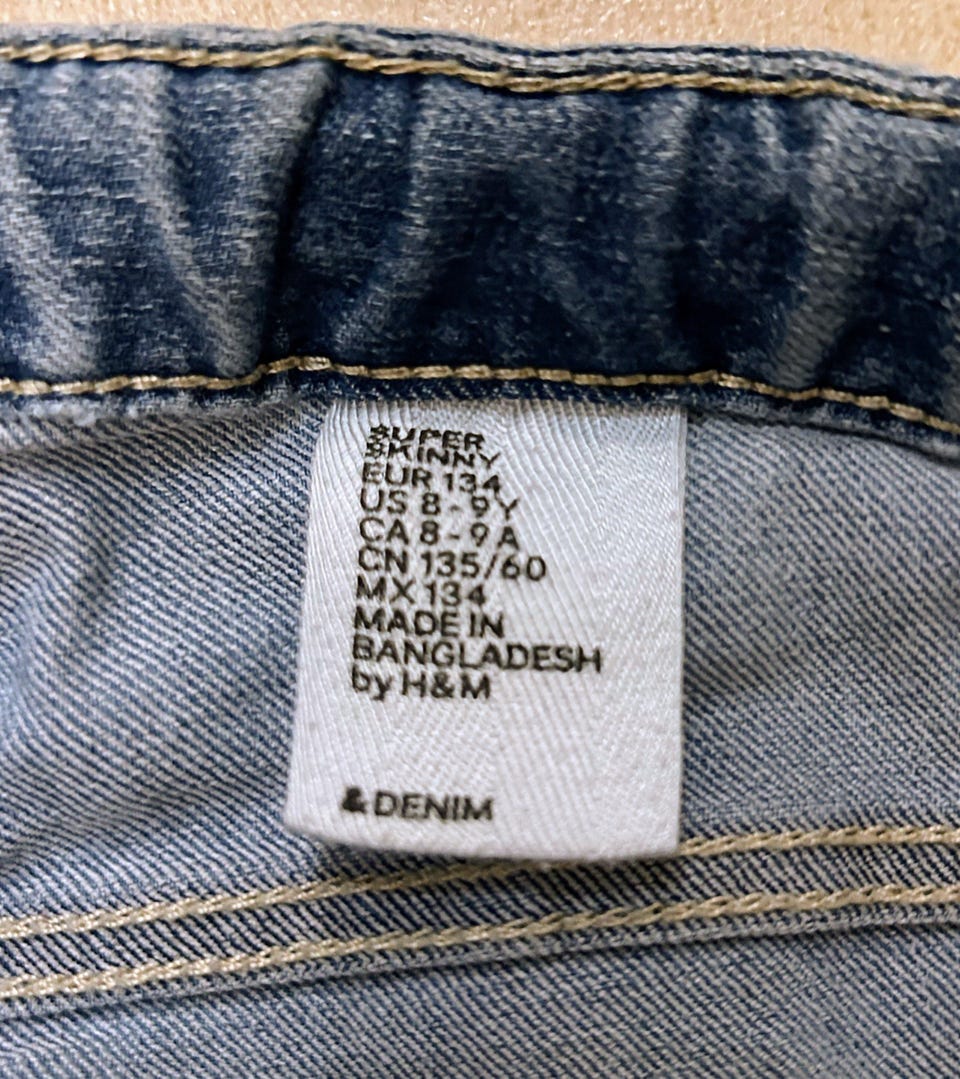 SUPER
SKINNY
EUR 134
US 8-9Y
CA 8-9 A
CN 135/60
MX 134
MADE IN
BANGLADESH
by H&M
& DENIM